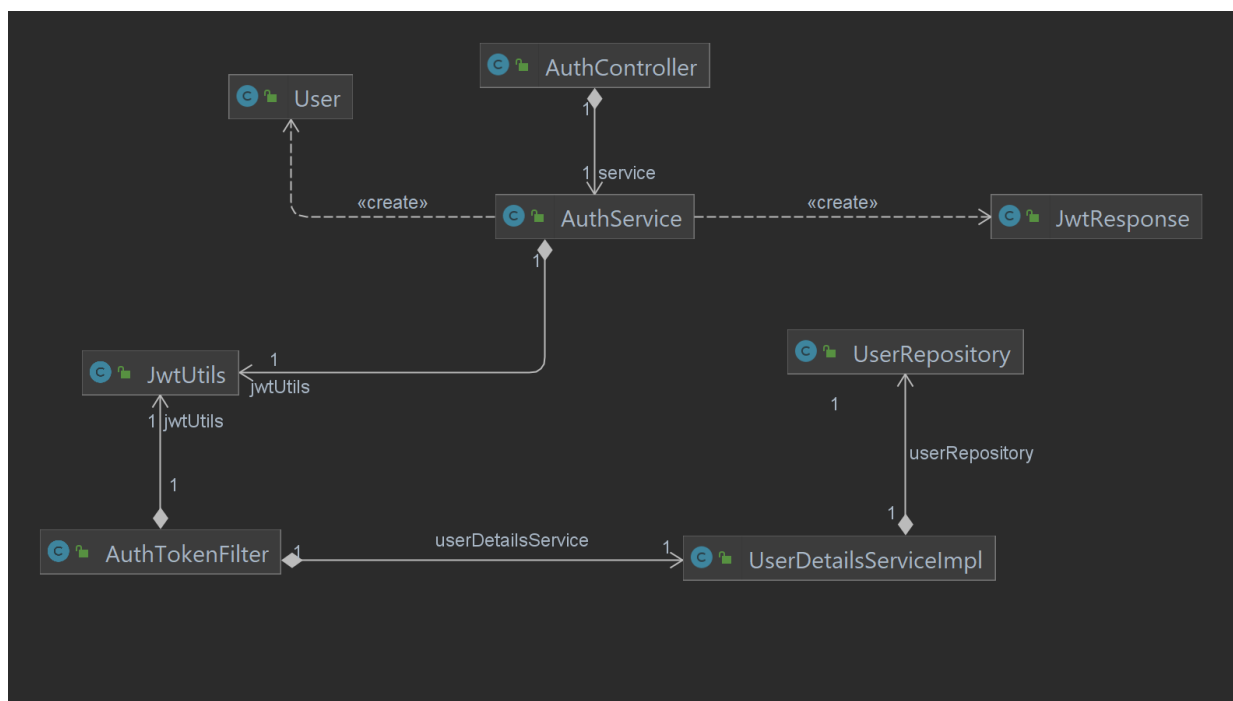 C AuthController
C User
1
1 service
«create»
«create»
C AuthService
C JwtResponse
1
C UserRepository
1
C JwtUtils
jwtUtils
1
1 jwtUtils
userRepository
1
1
userDetailsService
1
1
C AuthTokenFilter
C UserDetailsServiceImpl